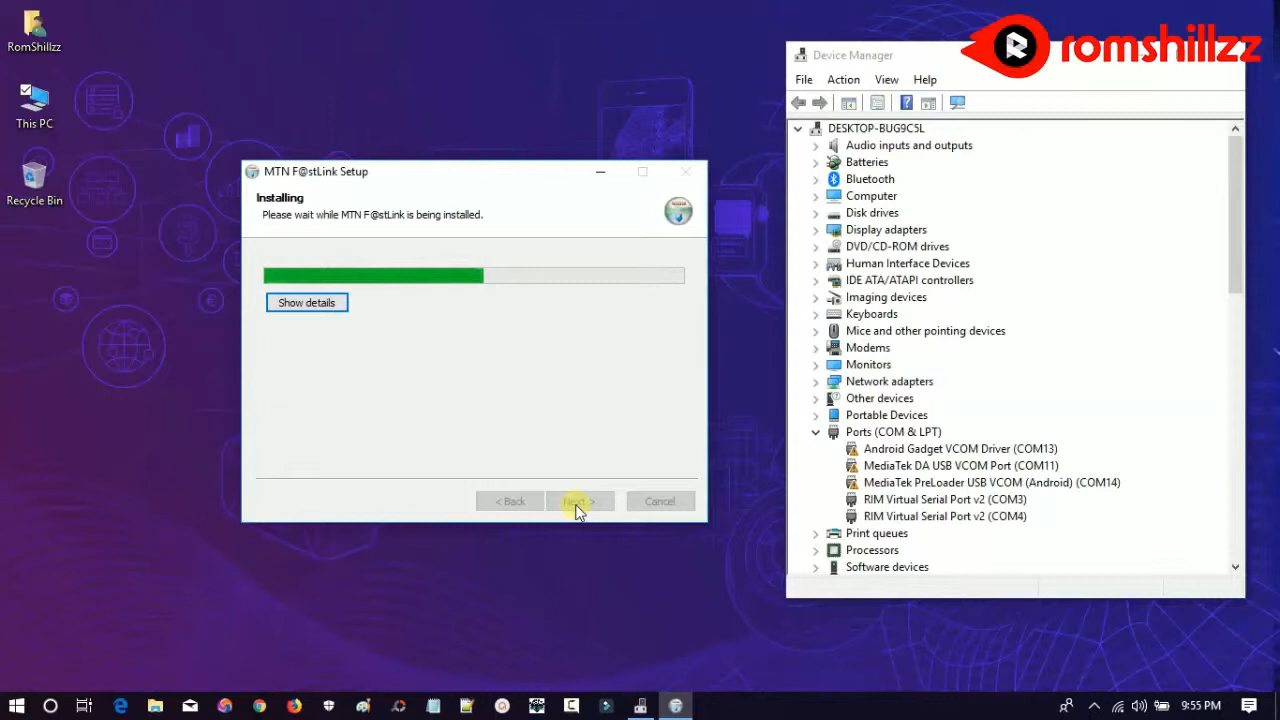 RomShillzz
This PC
Recycle Bin
romshillzz
MTN F@stLink Setup
Installing
Please wait while MTN F@stLink is being installed.
Show details
< Back
Next >
Cancel
Device Manager
File Action View Help
DESKTOP-BUG9C5L
Audio inputs and outputs
Batteries
Bluetooth
Computer
Disk drives
Display adapters
DVD/CD-ROM drives
Human Interface Devices
IDE ATA/ATAPI controllers
Imaging devices
Keyboards
Mice and other pointing devices
Modems
Monitors
Network adapters
Other devices
Portable Devices
Ports (COM & LPT)
Android Gadget VCOM Driver (COM13)
MediaTek DA USB VCOM Port (COM11)
MediaTek PreLoader USB VCOM (Android) (COM14)
RIM Virtual Serial Port v2 (COM3)
RIM Virtual Serial Port v2 (COM4)
Print queues
Processors
Software devices
9:55 PM